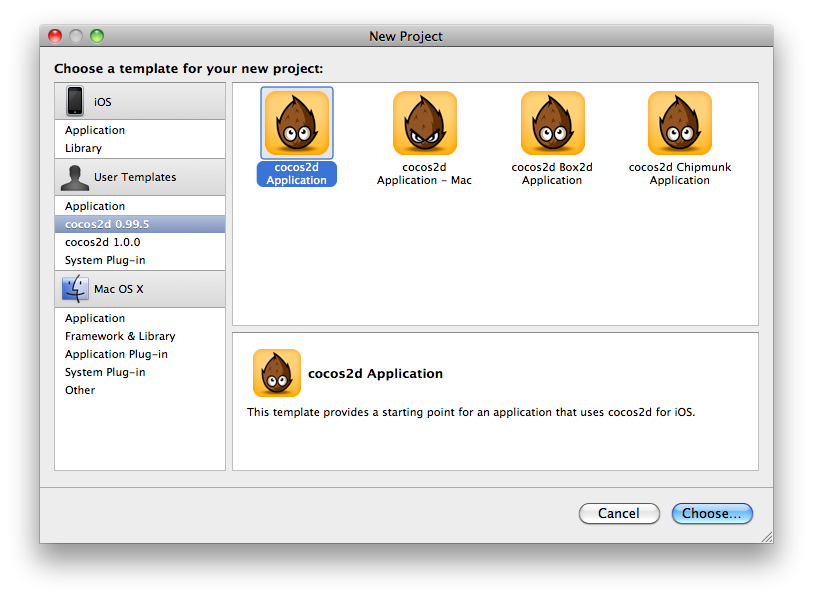 New Project
Choose a template for your new project:
iOS
Application
Library
User Templates
Application
cocos2d 0.99.5
cocos2d 1.0.0
System Plug-in
Mac OS X
Application
Framework & Library
Application Plug-in
System Plug-in
Other
cocos2d
Application
cocos2d
Application - Mac
cocos2d Box2d
Application
cocos2d Chipmunk
Application
cocos2d Application
This template provides a starting point for an application that uses cocos2d for iOS.
Cancel
Choose...